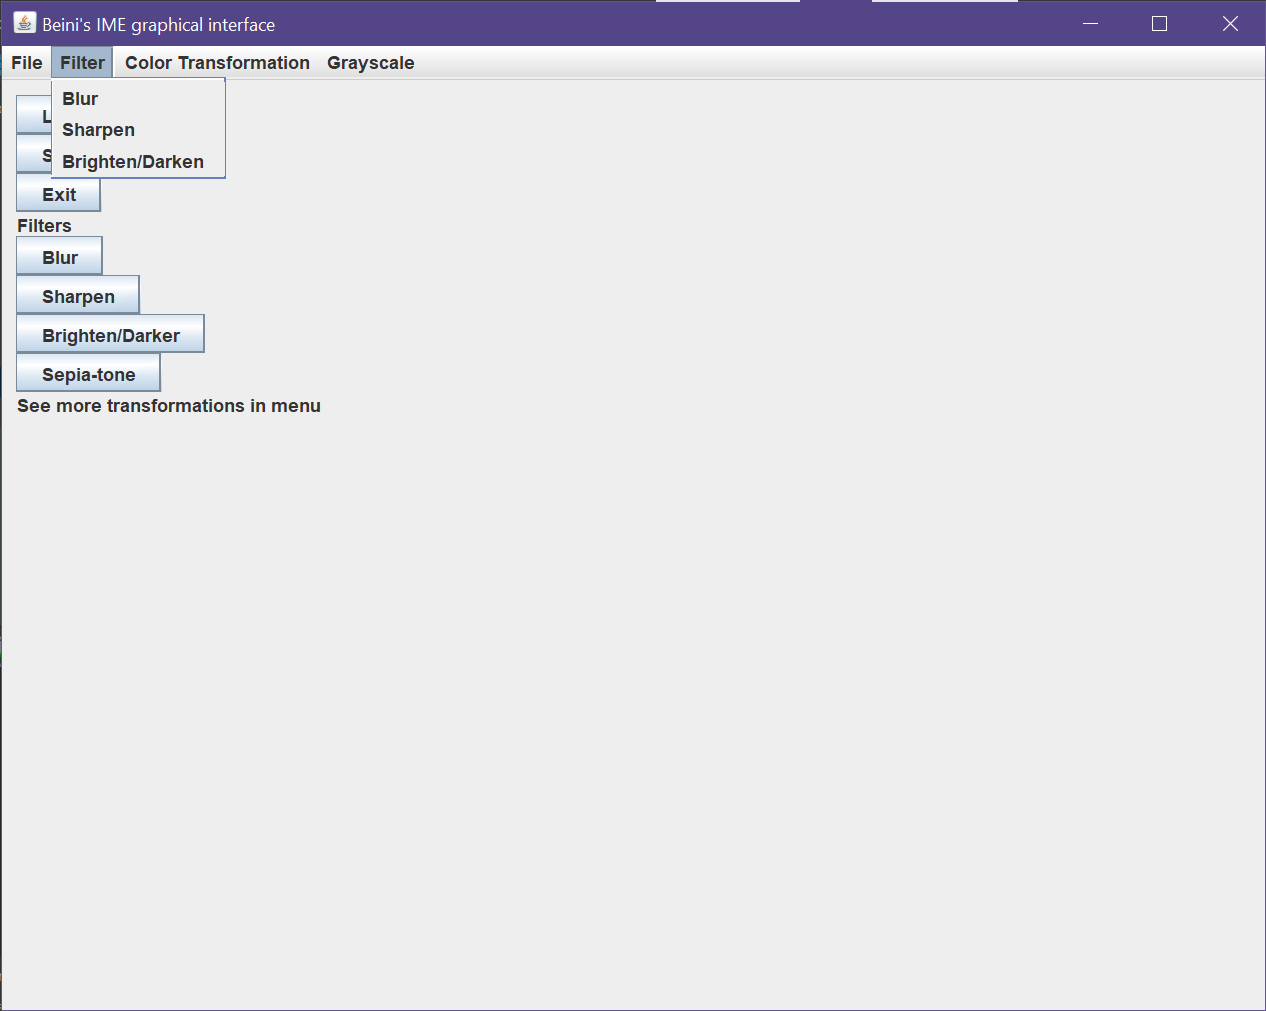 Beini's IME graphical interface
File Filter Color Transformation Grayscale
Blur
Sharpen
Brighten/Darken
Exit
Filters
Blur
Sharpen
Brighten/Darker
Sepia-tone
See more transformations in menu